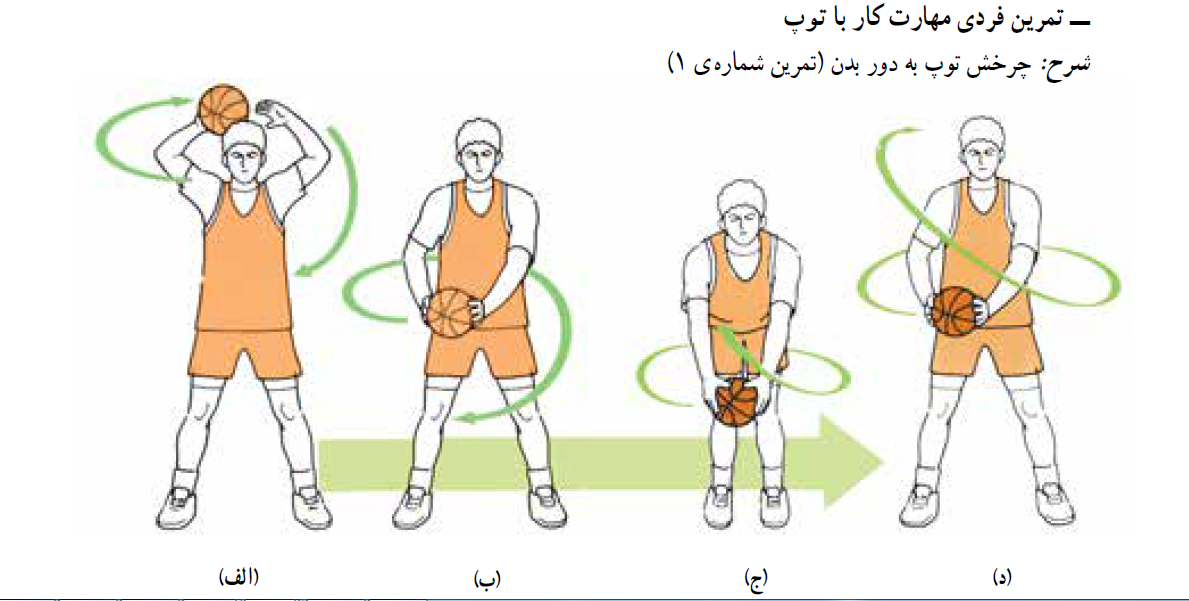 ــ تمرین فردی مهارت کار با توپ
شرح: چرخش توپ به دور بدن (تمرین شماره‌ی ۱)
(الف) (ب) (ج) (د)